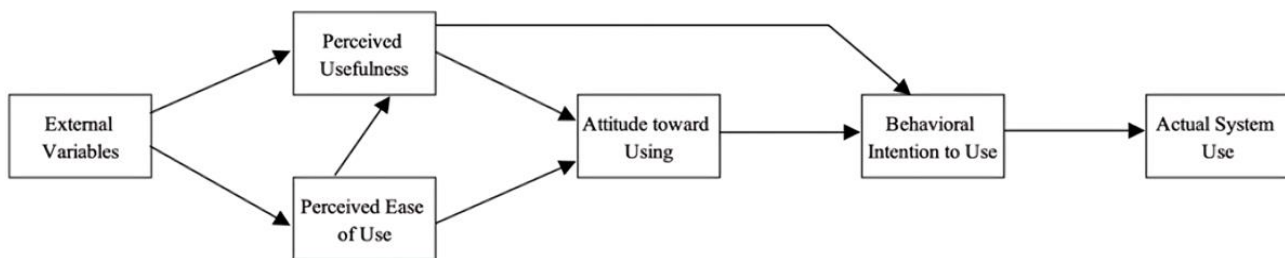 Perceived
Usefulness
External
Variables
Perceived Ease
of Use
Attitude toward
Using
Behavioral
Intention to Use
Actual System
Use